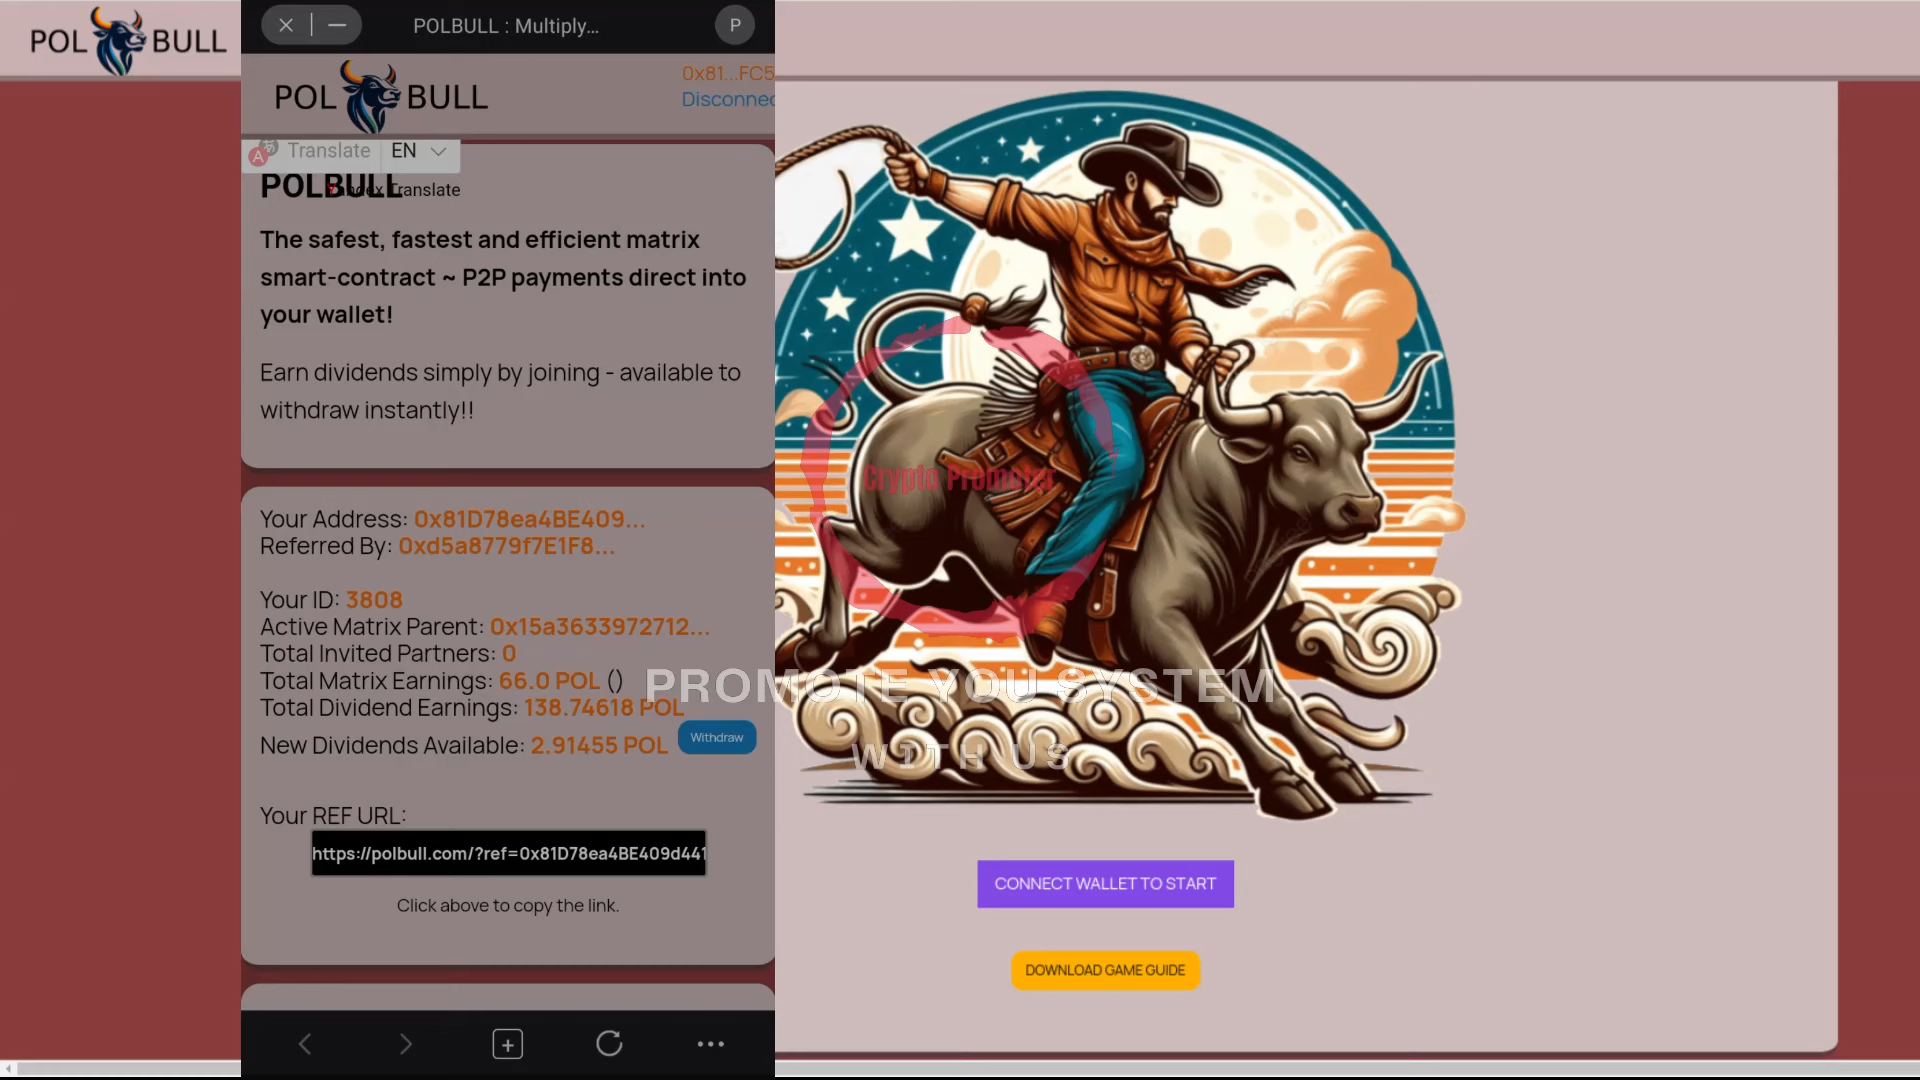 POL BULL
POLBULL : Multiply...
P
POL BULL
0x81...FC5
Disconnec
Translate EN
POLBULL
Yandex Translate
The safest, fastest and efficient matrix
smart-contract ~ P2P payments direct into
your wallet!
Earn dividends simply by joining - available to
withdraw instantly!!
Your Address: 0x81D78ea4BE409...
Referred By: 0xd5a8779f7E1F8...
Your ID: 3808
Active Matrix Parent: 0x15a3633972712...
Total Invited Partners: 0
Total Matrix Earnings: 66.0 POL ()
Total Dividend Earnings: 138.74618 POL
New Dividends Available: 2.91455 POL
Withdraw
Your REF URL:
https://polbull.com/?ref=0x81D78ea4BE409d441
Click above to copy the link.
Crypto Promoter
PROMOTE YOU SYSTEM
WITH US
CONNECT WALLET TO START
DOWNLOAD GAME GUIDE